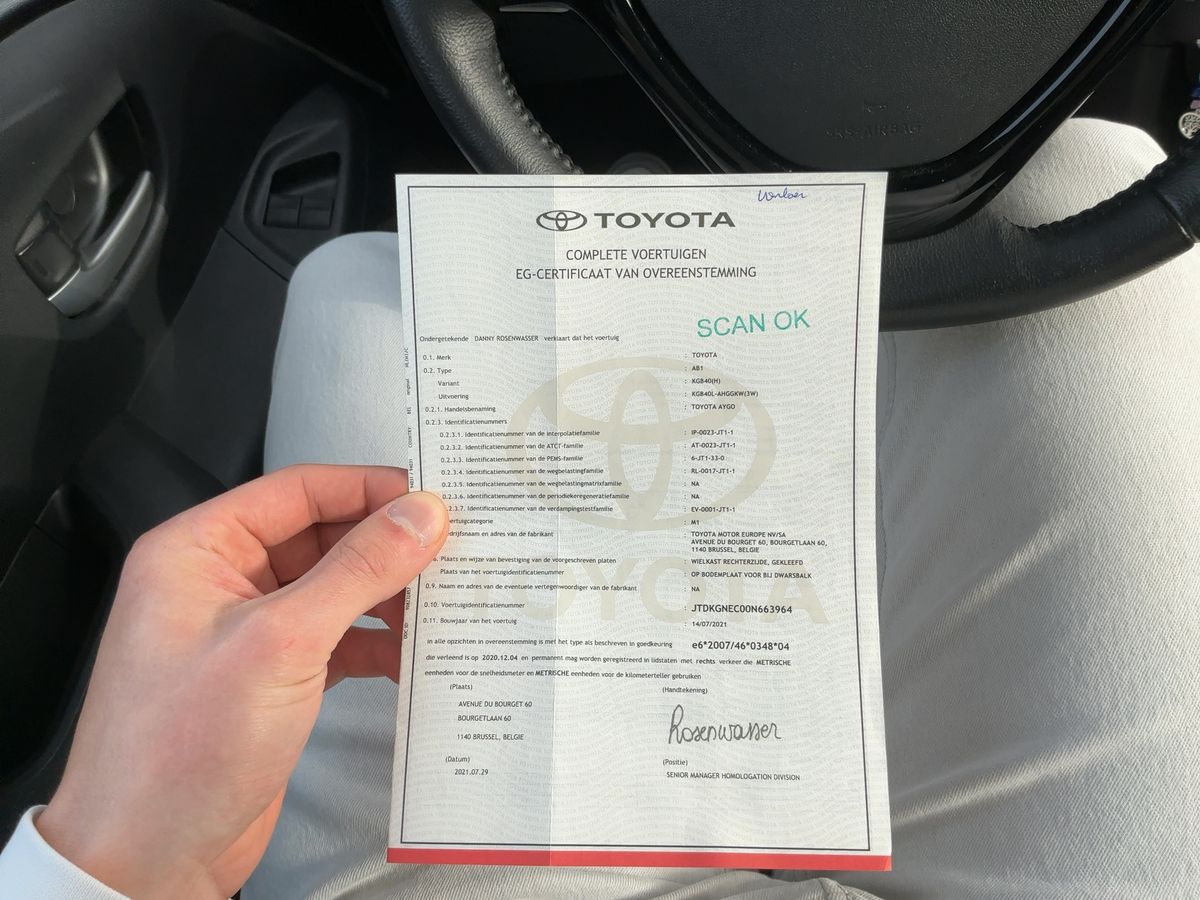 TOYOTA
COMPLETE VOERTUIGEN
EG-CERTIFICAAT VAN OVEREENSTEMMING
SCAN OK
Ondergetekende DANNY ROSENWASSER verklaart dat het voertuig
0.1. Merk : TOYOTA
0.2. Type : AB1
Variant : KGB40(H)
Uitvoering : KGB40L-AHGGKW(3W)
0.2.1. Handelsbenaming : TOYOTA AYGO
0.2.3. Identificatienummers
0.2.3.1. Identificatienummer van de interpolatiefamilie : IP-0023-JT1-1
0.2.3.2. Identificatienummer van de ATCT-familie : AT-0023-JT1-1
0.2.3.3. Identificatienummer van de PEMS-familie : 6-JT1-33-0
0.2.3.4. Identificatienummer van de wegbelastingfamilie : RL-0017-JT1-1
0.2.3.5. Identificatienummer van de wegbelastingmatrixfamilie : NA
0.2.3.6. Identificatienummer van de periodiekeregeneratiefamilie : NA
.2.3.7. Identificatienummer van de verdampingstestfamilie : EV-0001-JT1-1
oertuigcategorie : M1
edrijfsnaam en adres van de fabrikant : TOYOTA MOTOR EUROPE NV/SA
AVENUE DU BOURGET 60, BOURGETLAAN 60,
1140 BRUSSEL, BELGIE
8. Plaats en wijze van bevestiging van de voorgeschreven platen : WIELKAST RECHTERZIJDE, GEKLEEFD
Plaats van het voertuigidentificatienummer : OP BODEMPLAAT VOOR BIJ DWARSBALK
0.9. Naam en adres van de eventuele vertegenwoordiger van de fabrikant : NA
0.10. Voertuigidentificatienummer : JTDKGNEC00N663964
0.11. Bouwjaar van het voertuig : 14/07/2021
in alle opzichten in overeenstemming is met het type als beschreven in goedkeuring e6*2007/46*0348*04
die verleend is op 2020.12.04 en permanent mag worden geregistreerd in lidstaten met rechts verkeer die METRISCHE
eenheden voor de snelheidsmeter en METRISCHE eenheden voor de kilometerteller gebruiken
(Plaats) (Handtekening)
AVENUE DU BOURGET 60
BOURGETLAAN 60
Rosenwasser
1140 BRUSSEL, BELGIE
(Datum) (Positie)
2021.07.29 SENIOR MANAGER HOMOLOGATION DIVISION
TOYOTA
SRS-AIRBAG